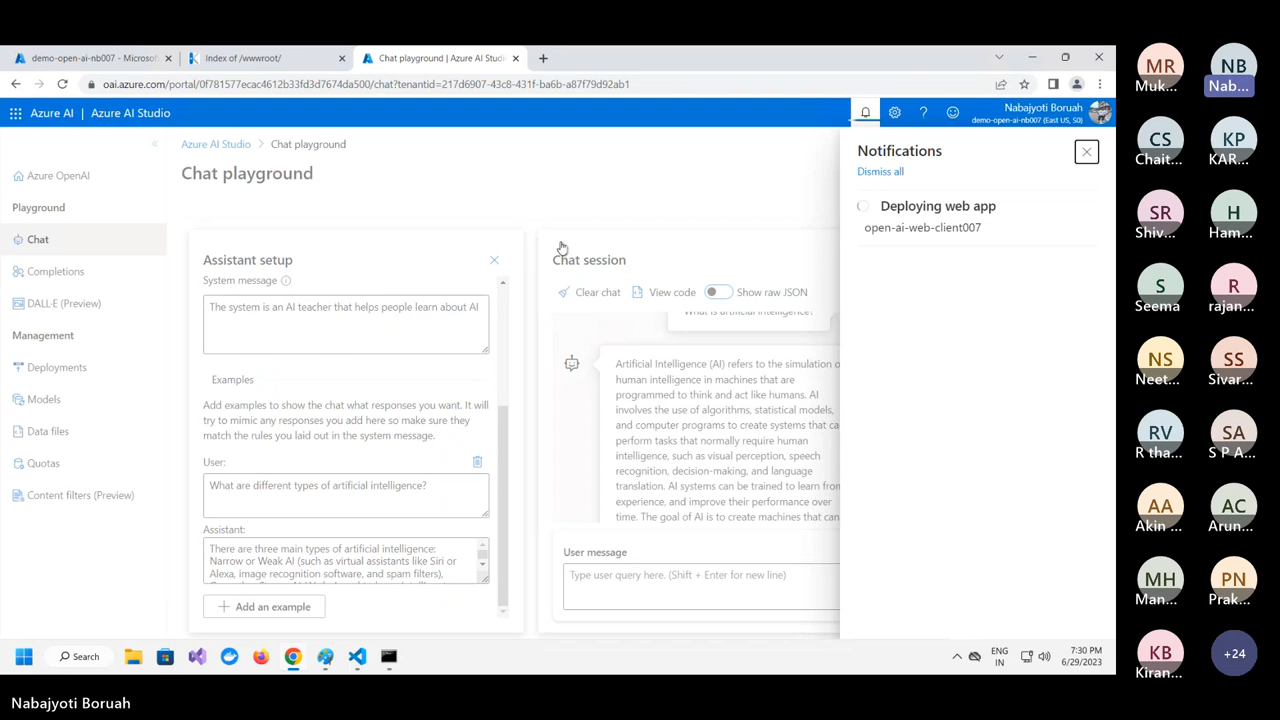 demo-open-ai-nb007 - Microsoft
Index of /wwwroot/
Chat playground | Azure AI Studi
oai.azure.com/portal/0f781577ecac4612b33fd3d7674da500/chat?tenantid=217d6907-43c8-431f-ba6b-a87f79d92ab1
Azure AI | Azure AI Studio
Nabajyoti Boruah
demo-open-ai-nb007 (East US, S0)
Azure AI Studio > Chat playground
Chat playground
Azure OpenAI
Playground
Chat
Completions
DALL-E (Preview)
Management
Deployments
Models
Data files
Quotas
Content filters (Preview)
Assistant setup
System message
The system is an AI teacher that helps people learn about AI
Examples
Add examples to show the chat what responses you want. It will
try to mimic any responses you add here so make sure they
match the rules you laid out in the system message.
User:
What are different types of artificial intelligence?
Assistant:
There are three main types of artificial intelligence:
Narrow or Weak AI (such as virtual assistants like Siri or
Alexa, image recognition software, and spam filters),
+ Add an example
Chat session
Clear chat
View code
Show raw JSON
What is artificial intelligence?
Artificial Intelligence (AI) refers to the simulation o
human intelligence in machines that are
programmed to think and act like humans. AI
involves the use of algorithms, statistical models,
and computer programs to create systems that ca
perform tasks that normally require human
intelligence, such as visual perception, speech
recognition, decision-making, and language
translation. AI systems can be trained to learn from
experience, and improve their performance over
time. The goal of AI is to create machines that can
User message
Type user query here. (Shift + Enter for new line)
Notifications
Dismiss all
Deploying web app
open-ai-web-client007
Search
ENG
IN
7:30 PM
6/29/2023
MR
Muk...
NB
Nab...
CS
Chait...
KP
KAR...
SR
Shiv...
H
Ham...
S
Seema
R
rajan...
NS
Neet...
SS
Sivar...
RV
R tha...
SA
S P A...
AA
Akin ...
AC
Arun...
MH
Man...
PN
Prak...
KB
Kiran...
+24
Nabajyoti Boruah